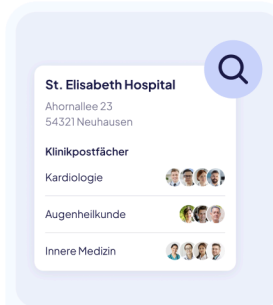 St. Elisabeth Hospital
Ahornallee 23
54321 Neuhausen
Klinikpostfächer
Kardiologie
Augenheilkunde
Innere Medizin